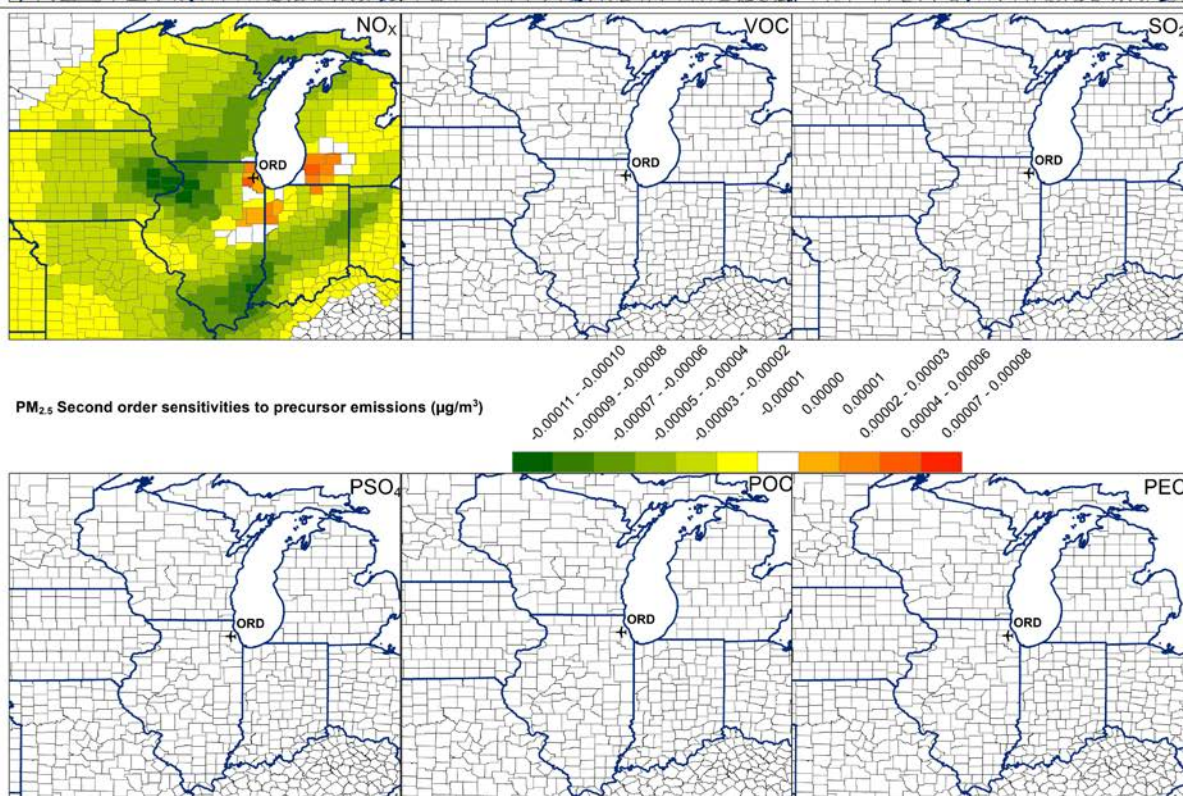 NOₓ
VOC
SO₂
ORD
ORD
ORD
-0.00011 - -0.00010
-0.00009 - -0.00008
-0.00007 - -0.00006
-0.00005 - -0.00004
-0.00003 - -0.00002
-0.00001
0.00000
0.00001
0.00002 - 0.00003
0.00004 - 0.00006
0.00007 - 0.00008
PM₂.₅ Second order sensitivities to precursor emissions (µg/m³)
PSO₄
POC
PEC
ORD
ORD
ORD